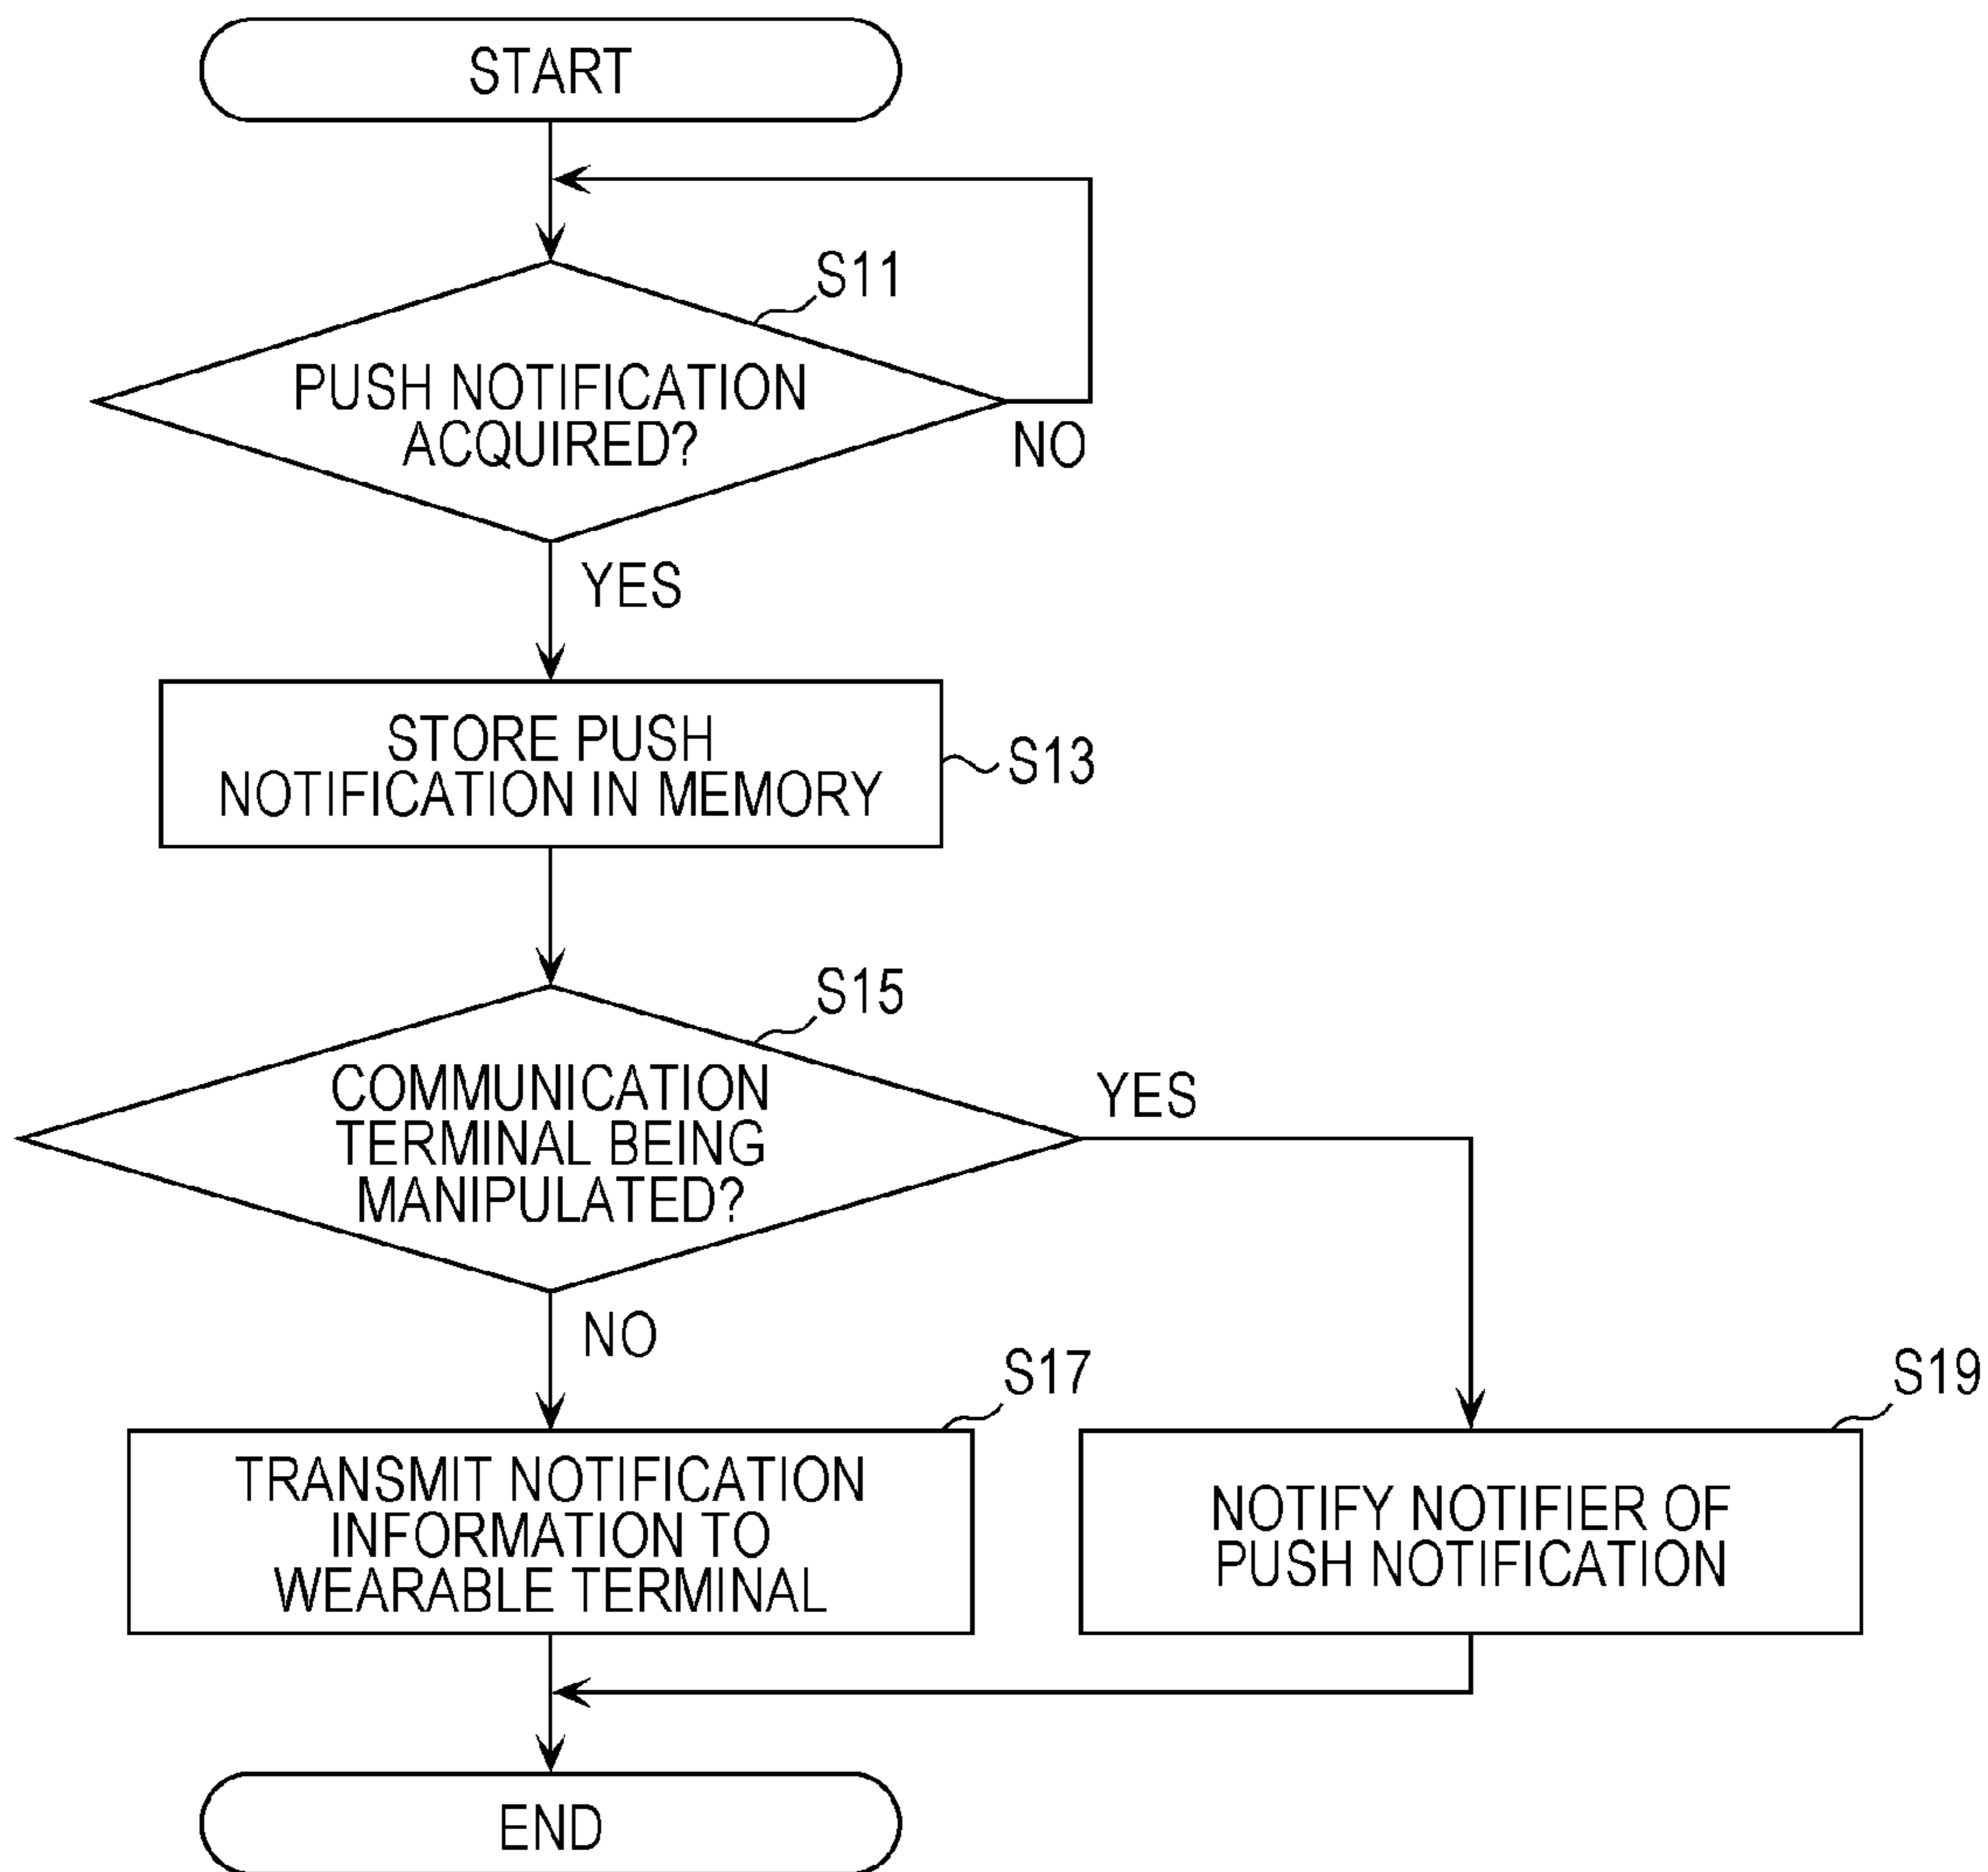 START
S11
PUSH NOTIFICATION
ACQUIRED?
NO
YES
STORE PUSH
NOTIFICATION IN MEMORY
S13
S15
COMMUNICATION
TERMINAL BEING
MANIPULATED?
YES
NO
S17
TRANSMIT NOTIFICATION
INFORMATION TO
WEARABLE TERMINAL
S19
NOTIFY NOTIFIER OF
PUSH NOTIFICATION
END